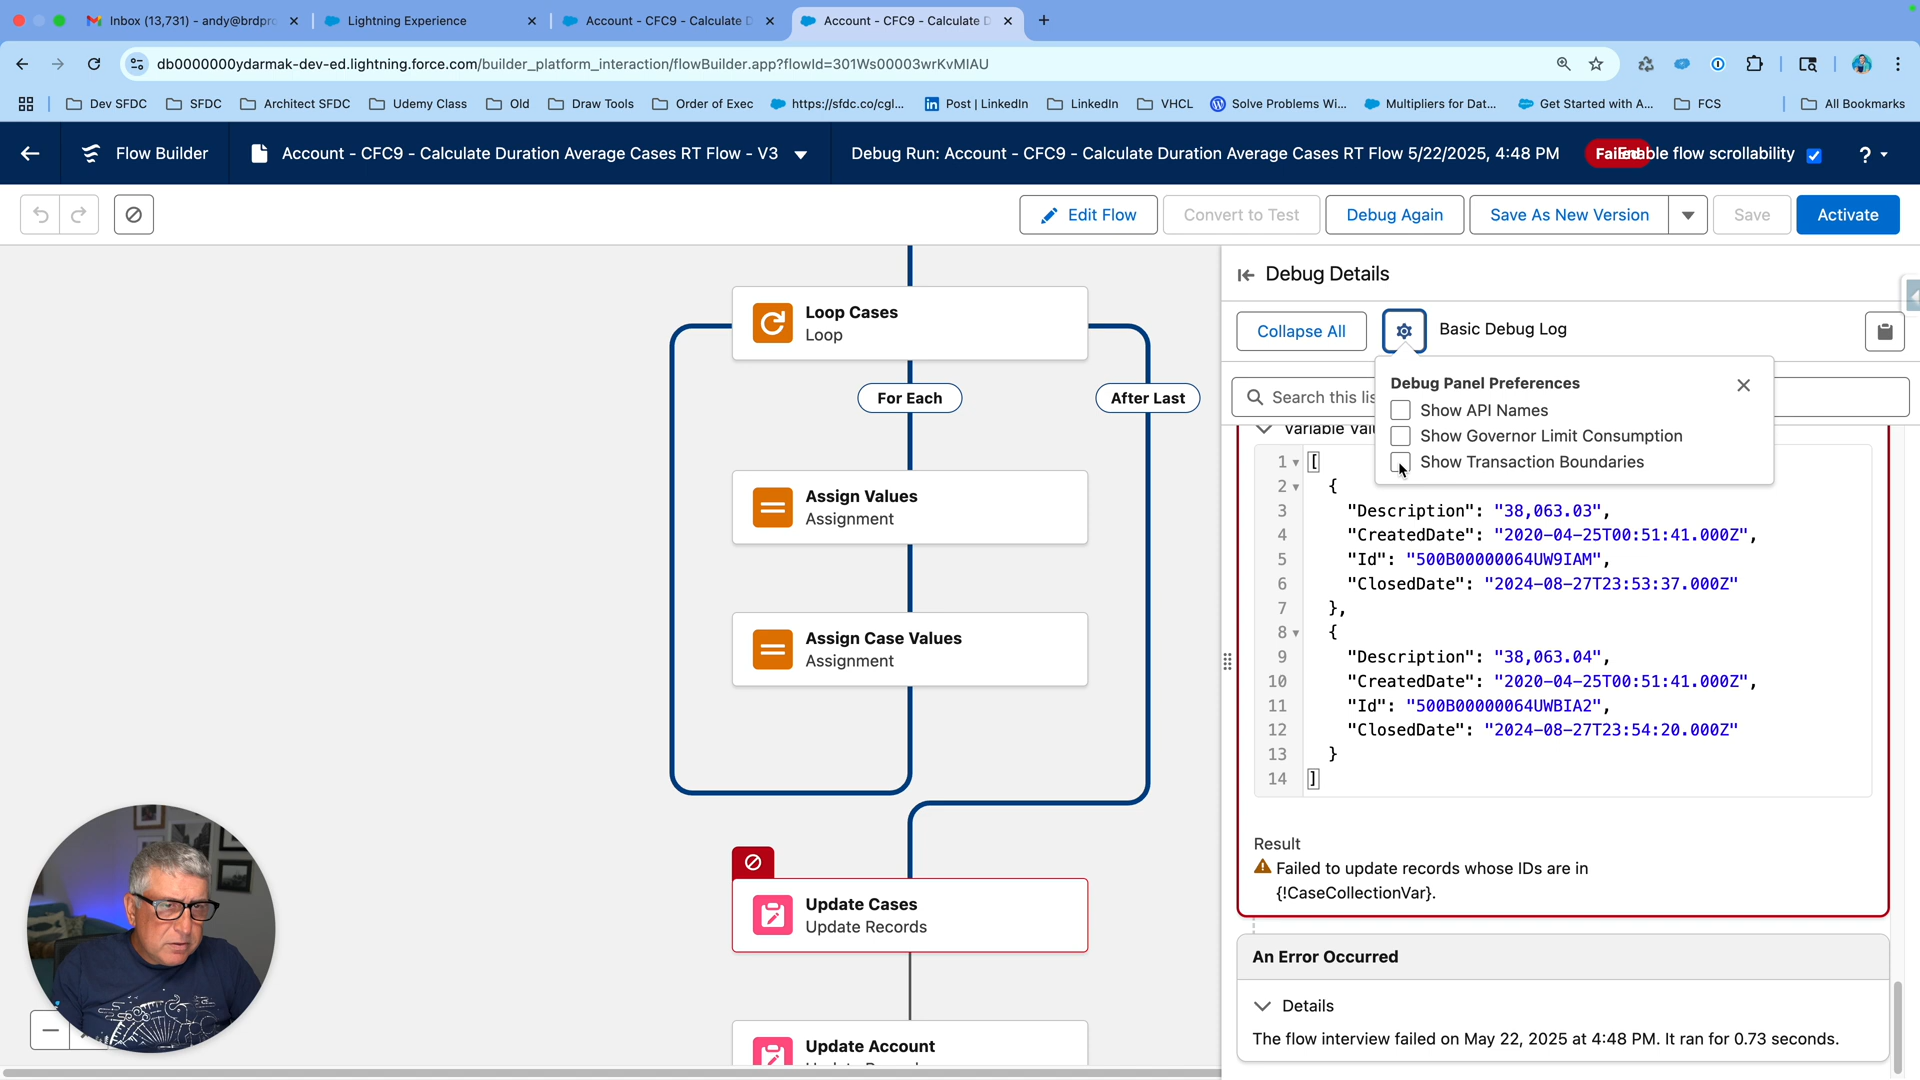 Inbox (13,731) - andy@brdpr
Lightning Experience
Account - CFC9 - Calculate D
Account - CFC9 - Calculate D
db0000000ydarmak-dev-ed.lightning.force.com/builder_platform_interaction/flowBuilder.app?flowId=301Ws00003wrKvMIAU
Dev SFDC
SFDC
Architect SFDC
Udemy Class
Old
Draw Tools
Order of Exec
https://sfdc.co/cgl...
Post | LinkedIn
LinkedIn
VHCL
Solve Problems Wi...
Multipliers for Dat...
Get Started with A...
FCS
All Bookmarks
Flow Builder
Account - CFC9 - Calculate Duration Average Cases RT Flow - V3
Debug Run: Account - CFC9 - Calculate Duration Average Cases RT Flow 5/22/2025, 4:48 PM
Failed
Enable flow scrollability
?
Edit Flow
Convert to Test
Debug Again
Save As New Version
Save
Activate
Loop Cases
Loop
For Each
After Last
Assign Values
Assignment
Assign Case Values
Assignment
Update Cases
Update Records
Update Account
Debug Details
Collapse All
Basic Debug Log
Search this lis
Debug Panel Preferences
Show API Names
Show Governor Limit Consumption
Show Transaction Boundaries
Variable Valu
1 [
2 {
3 "Description": "38,063.03",
4 "CreatedDate": "2020-04-25T00:51:41.000Z",
5 "Id": "500B00000064UW9IAM",
6 "ClosedDate": "2024-08-27T23:53:37.000Z"
7 },
8 {
9 "Description": "38,063.04",
10 "CreatedDate": "2020-04-25T00:51:41.000Z",
11 "Id": "500B00000064UWBIA2",
12 "ClosedDate": "2024-08-27T23:54:20.000Z"
13 }
14 ]
Result
Failed to update records whose IDs are in
{!CaseCollectionVar}.
An Error Occurred
Details
The flow interview failed on May 22, 2025 at 4:48 PM. It ran for 0.73 seconds.